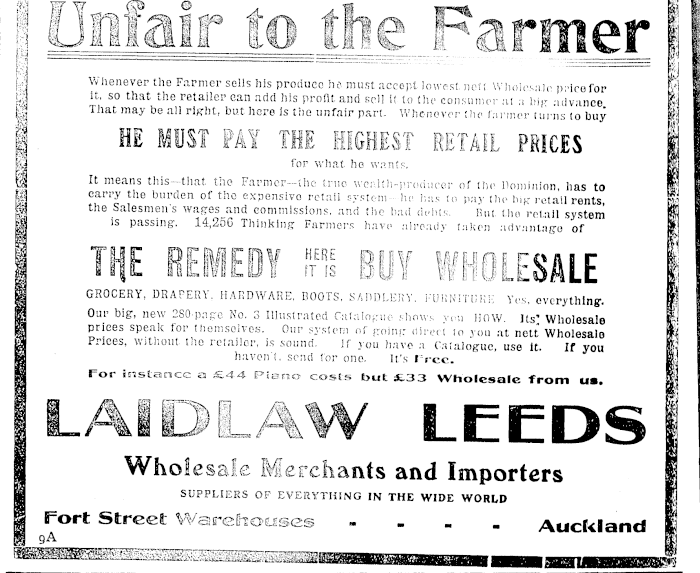 Unfair to the Farmer
Whenever the Farmer sells his produce he must accept lowest nett Wholesale price for
it, so that the retailer can add his profit and sell it to the consumer at a big advance.
That may be all right, but here is the unfair part. Whenever the farmer turns to buy
HE MUST PAY THE HIGHEST RETAIL PRICES
for what he wants.
It means this—that the Farmer—the true wealth-producer of the Dominion, has to
carry the burden of the expensive retail system—he has to pay the big retail rents,
the Salesmen's wages and commissions, and the bad debts. But the retail system
is passing. 14,256 Thinking Farmers have already taken advantage of
THE REMEDY HERE IT IS BUY WHOLESALE
GROCERY, DRAPERY, HARDWARE, BOOTS, SADDLERY, FURNITURE Yes, everything.
Our big, new 280-page No. 3 Illustrated Catalogue shows you HOW. Its Wholesale
prices speak for themselves. Our system of going direct to you at nett Wholesale
Prices, without the retailer, is sound. If you have a Catalogue, use it. If you
haven't, send for one. It's Free.
For instance a £44 Piano costs but £33 Wholesale from us.
LAIDLAW LEEDS
Wholesale Merchants and Importers
SUPPLIERS OF EVERYTHING IN THE WIDE WORLD
Fort Street Warehouses - - - - Auckland
9A